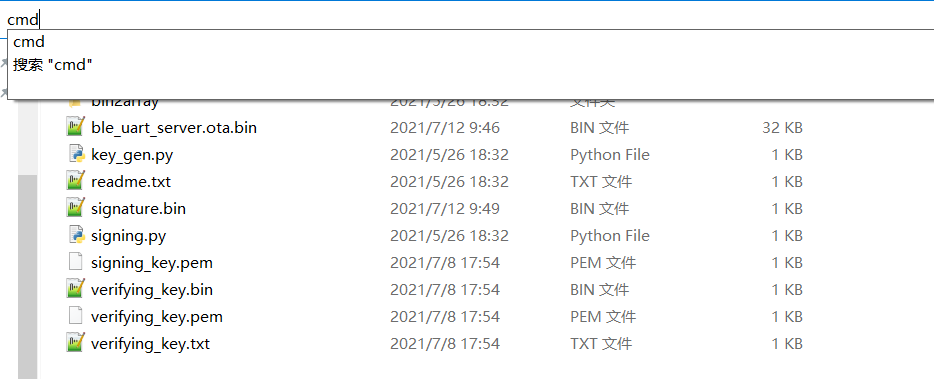 cmd
cmd
搜索 "cmd"
bin2array 2021/5/26 18:32 文件夹
ble_uart_server.ota.bin 2021/7/12 9:46 BIN 文件 32 KB
key_gen.py 2021/5/26 18:32 Python File 1 KB
readme.txt 2021/5/26 18:32 TXT 文件 1 KB
signature.bin 2021/7/12 9:49 BIN 文件 1 KB
signing.py 2021/5/26 18:32 Python File 1 KB
signing_key.pem 2021/7/8 17:54 PEM 文件 1 KB
verifying_key.bin 2021/7/8 17:54 BIN 文件 1 KB
verifying_key.pem 2021/7/8 17:54 PEM 文件 1 KB
verifying_key.txt 2021/7/8 17:54 TXT 文件 1 KB